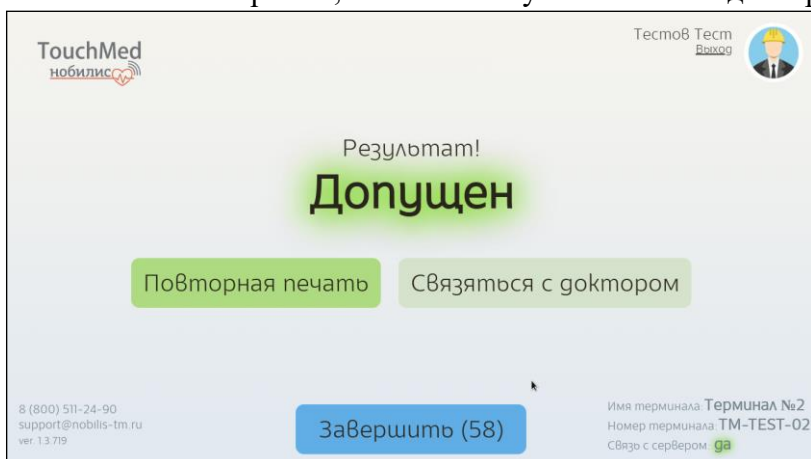 TouchMed
нобилис
Тестов Тест
Выход
Результат!
Допущен
Повторная печать
Связяться с доктором
Завершить (58)
8 (800) 511-24-90
support@nobilis-tm.ru
ver. 1.3.719
Имя терминала: Терминал №2
Номер терминала: TM-TEST-02
Связь с сервером: да